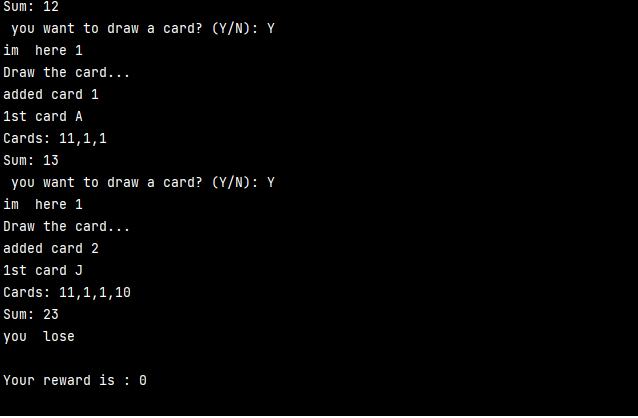 Sum: 12
you want to draw a card? (Y/N): Y
im  here 1
Draw the card...
added card 1
1st card A
Cards: 11,1,1
Sum: 13
you want to draw a card? (Y/N): Y
im  here 1
Draw the card...
added card 2
1st card J
Cards: 11,1,1,10
Sum: 23
you  lose
Your reward is : 0